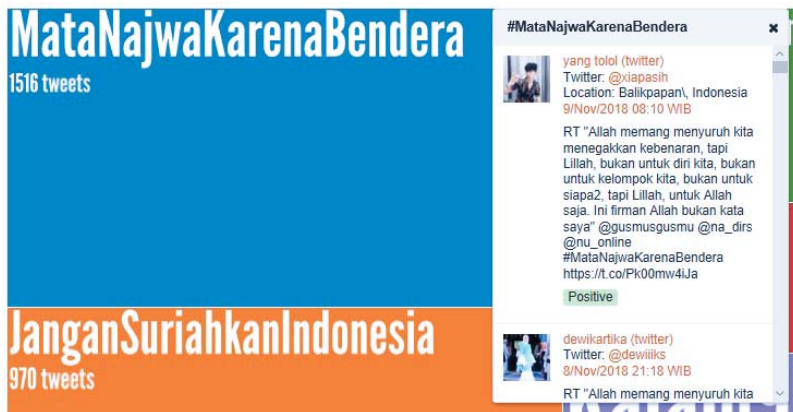 MataNajwaKarenaBendera
1516 tweets
JanganSuriahkanIndonesia
970 tweets
#MataNajwaKarenaBendera
yang tolol (twitter)
Twitter: @xiapasih
Location: Balikpapan\, Indonesia
9/Nov/2018 08:10 WIB
RT "Allah memang menyuruh kita
menegakkan kebenaran, tapi
Lillah, bukan untuk diri kita, bukan
untuk kelompok kita, bukan untuk
siapa2, tapi Lillah, untuk Allah
saja. Ini firman Allah bukan kata
saya" @gusmusgusmu @na_dirs
@nu_online
#MataNajwaKarenaBendera
https://t.co/Pk00mw4iJa
Positive
dewikartika (twitter)
Twitter: @dewiiiks
8/Nov/2018 21:18 WIB
RT "Allah memang menyuruh kita